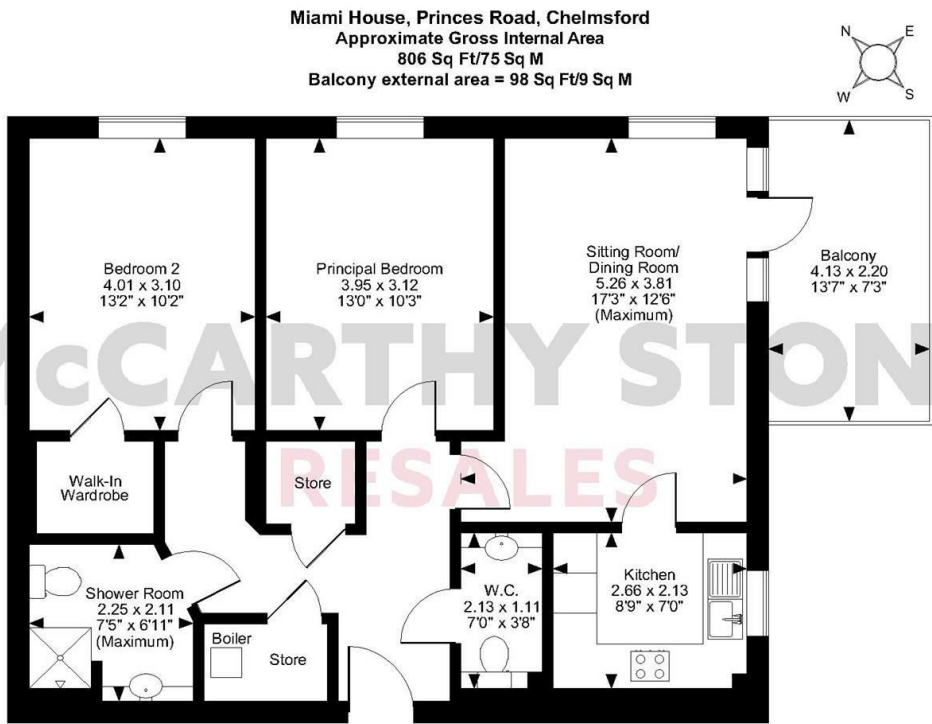 Miami House, Princes Road, Chelmsford
Approximate Gross Internal Area
806 Sq Ft/75 Sq M
Balcony external area = 98 Sq Ft/9 Sq M
N
E
W
S
Bedroom 2
4.01 x 3.10
13'2" x 10'2"
Principal Bedroom
3.95 x 3.12
13'0" x 10'3"
Sitting Room/
Dining Room
5.26 x 3.81
17'3" x 12'6"
(Maximum)
Balcony
4.13 x 2.20
13'7" x 7'3"
McCARTHY STON
RESALES
Walk-In
Wardrobe
Store
Shower Room
2.25 x 2.11
7'5" x 6'11"
(Maximum)
Boiler
Store
W.C.
2.13 x 1.11
7'0" x 3'8"
Kitchen
2.66 x 2.13
8'9" x 7'0"